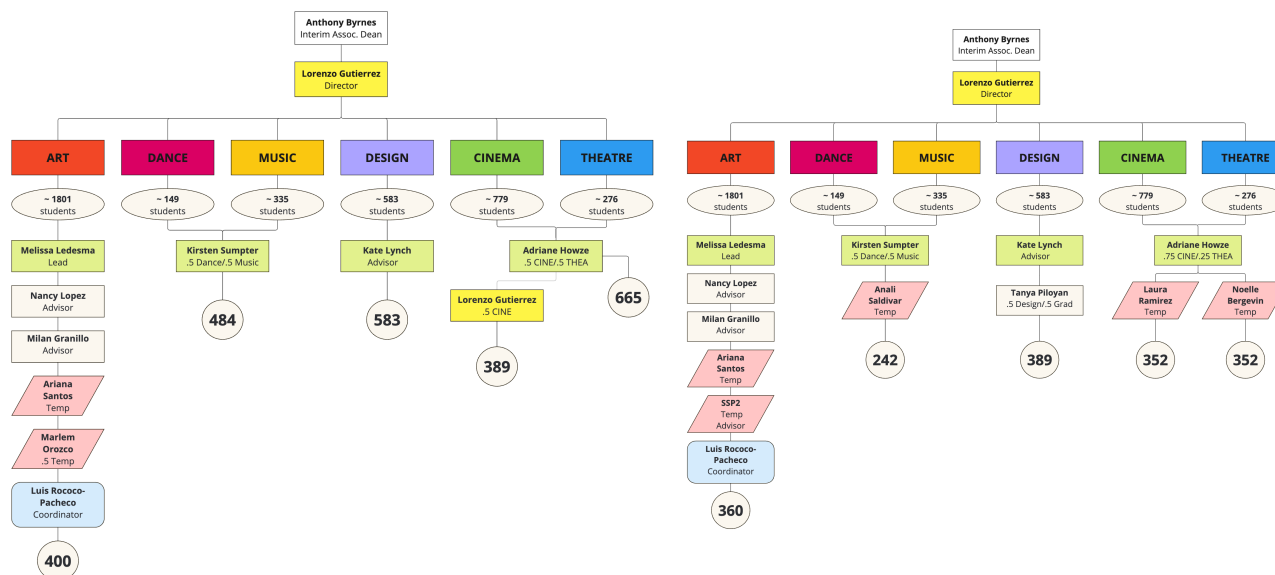 Anthony Byrnes
Interim Assoc. Dean
Lorenzo Gutierrez
Director
ART
DANCE
MUSIC
DESIGN
CINEMA
THEATRE
~ 1801
students
~ 149
students
~ 335
students
~ 583
students
~ 779
students
~ 276
students
Melissa Ledesma
Lead
Kirsten Sumpter
.5 Dance/.5 Music
Kate Lynch
Advisor
Adriane Howze
.5 CINE/.5 THEA
Nancy Lopez
Advisor
484
583
Lorenzo Gutierrez
.5 CINE
665
Milan Granillo
Advisor
389
Ariana
Santos
Temp
Marlem
Orozco
.5 Temp
Luis Rococo-
Pacheco
Coordinator
400
Anthony Byrnes
Interim Assoc. Dean
Lorenzo Gutierrez
Director
ART
DANCE
MUSIC
DESIGN
CINEMA
THEATRE
~ 1801
students
~ 149
students
~ 335
students
~ 583
students
~ 779
students
~ 276
students
Melissa Ledesma
Lead
Kirsten Sumpter
.5 Dance/.5 Music
Kate Lynch
Advisor
Adriane Howze
.75 CINE/.25 THEA
Nancy Lopez
Advisor
Anali
Saldivar
Temp
Tanya Piloyan
.5 Design/.5 Grad
Laura
Ramirez
Temp
Noelle
Bergevin
Temp
Milan Granillo
Advisor
242
389
352
352
Ariana
Santos
Temp
SSP2
Temp
Advisor
Luis Rococo-
Pacheco
Coordinator
360